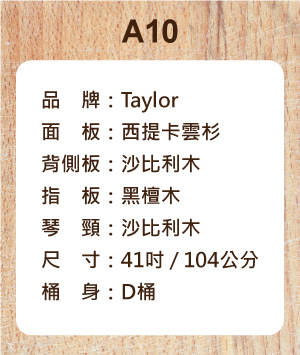 A10
品　牌：Taylor
面　板：西提卡雲杉
背側板：沙比利木
指　板：黑檀木
琴　頸：沙比利木
尺　寸：41吋 / 104公分
桶　身：D桶